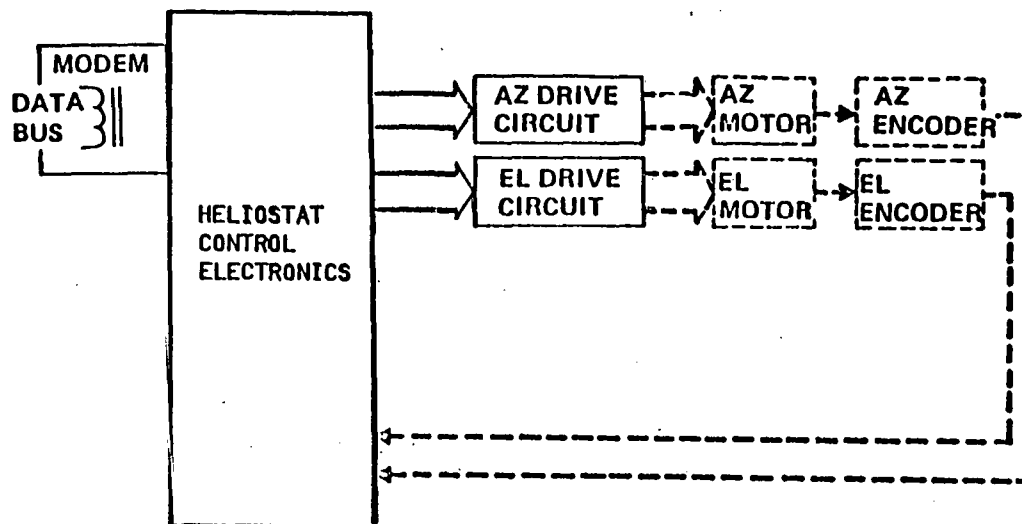 MODEM
DATA
BUS
HELIOSTAT
CONTROL
ELECTRONICS
AZ DRIVE
CIRCUIT
AZ
MOTOR
AZ
ENCODER
EL DRIVE
CIRCUIT
EL
MOTOR
EL
ENCODER